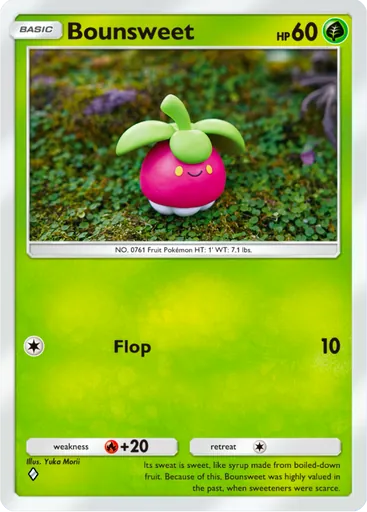 BASIC Bounsweet HP 60
NO. 0761 Fruit Pokémon HT: 1' WT: 7.1 lbs.
Flop 10
weakness +20 retreat
Illus. Yuka Morii
Its sweat is sweet, like syrup made from boiled-down
fruit. Because of this, Bounsweet was highly valued in
the past, when sweeteners were scarce.